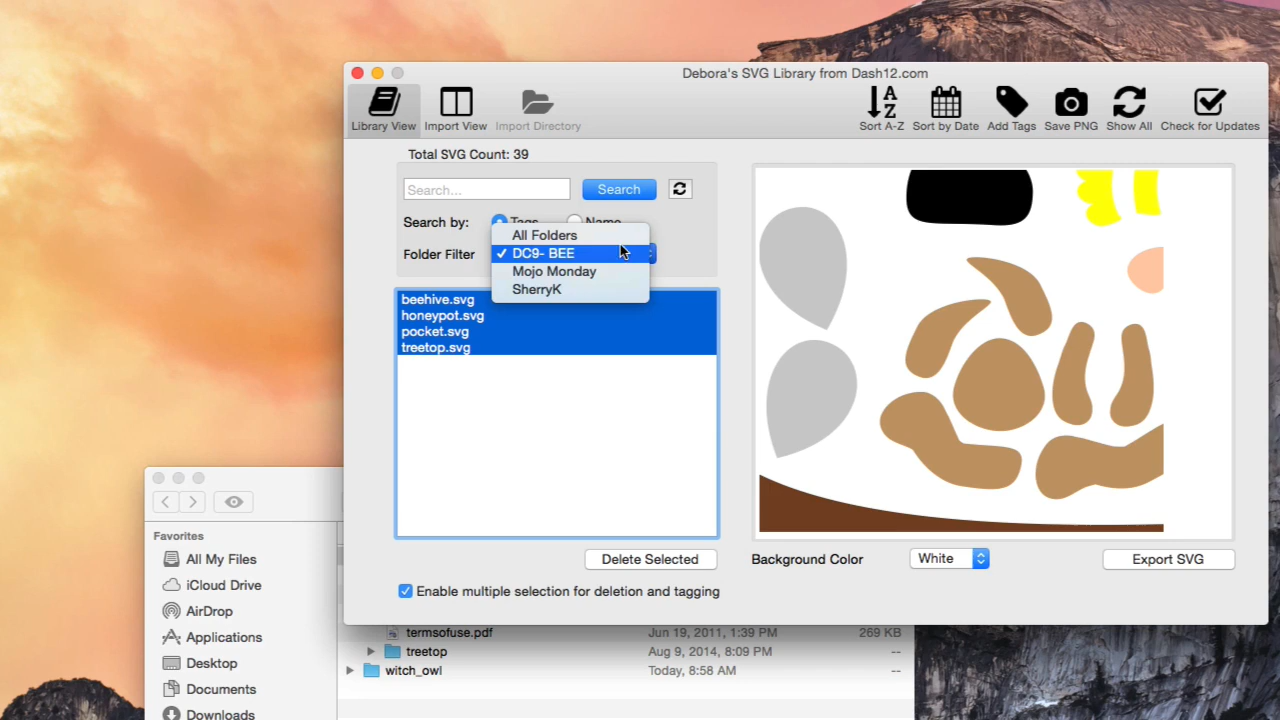 Debora's SVG Library from Dash12.com
Library View
Import View
Import Directory
Sort A-Z
Sort by Date
Add Tags
Save PNG
Show All
Check for Updates
Total SVG Count: 39
Search...
Search
Search by:
Tags
Name
Folder Filter
All Folders
✓ DC9- BEE
Mojo Monday
SherryK
beehive.svg
honeypot.svg
pocket.svg
treetop.svg
Delete Selected
Enable multiple selection for deletion and tagging
Background Color
White
Export SVG
Favorites
All My Files
iCloud Drive
AirDrop
Applications
Desktop
Documents
Downloads
termsofuse.pdf Jun 19, 2011, 1:39 PM 269 KB
treetop Aug 9, 2014, 8:09 PM --
witch_owl Today, 8:58 AM --